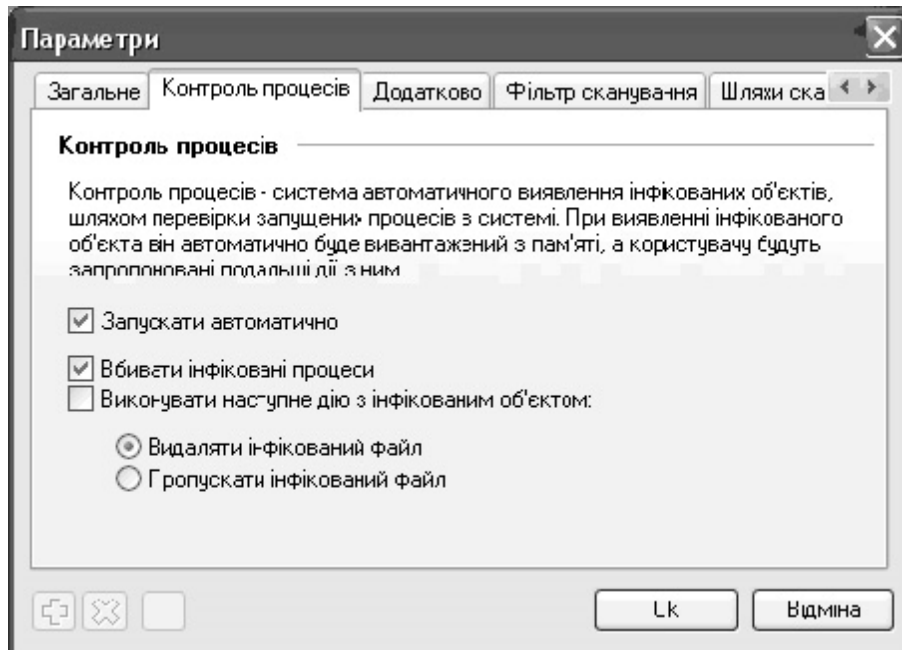 Параметри
Загальне Контроль процесів Додатково Фільтр сканування Шляхи ска
Контроль процесів
Контроль процесів - система автоматичного виявлення інфікованих об'єктів,
шляхом перевірки запущених процесів в системі. При виявленні інфікованого
об'єкта він автоматично буде вивантажений з пам'яті, а користувачу будуть
запропоновані подальші дії з ним
Запускати автоматично
Вбивати інфіковані процеси
Виконувати наступне дію з інфікованим об'єктом:
Видаляти інфікований файл
Пропускати інфікований файл
Ok Відміна